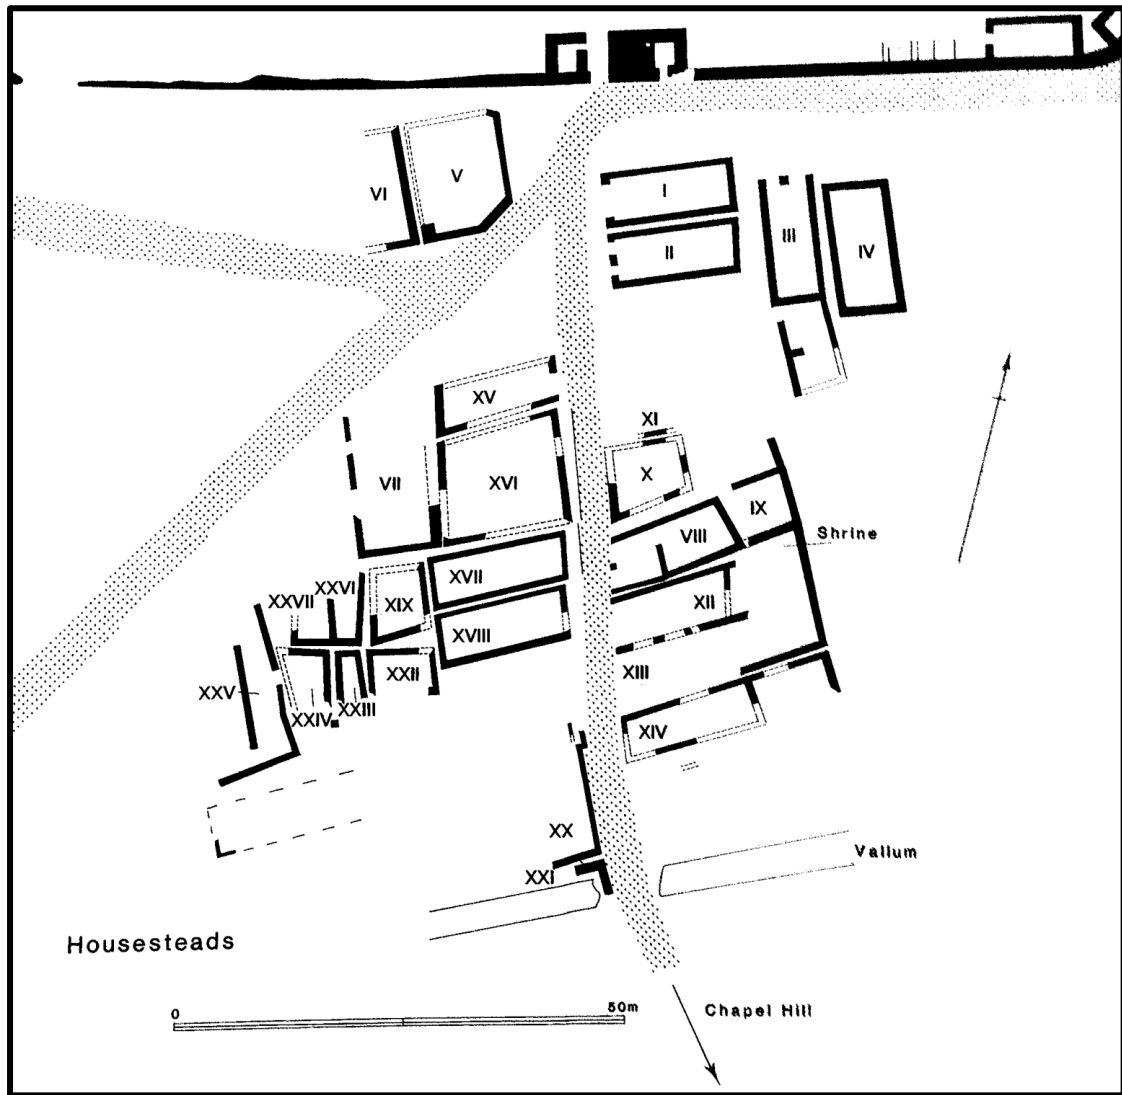 V
VI
I
II
III
IV
XV
XI
VII
XVI
X
IX
VIII
Shrine
XXVI
XVII
XXVII
XIX
XII
XVIII
XIII
XXII
XXV
XXIV
XXIII
XIV
XX
Vallum
XXI
Housesteads
0 50m
Chapel Hill